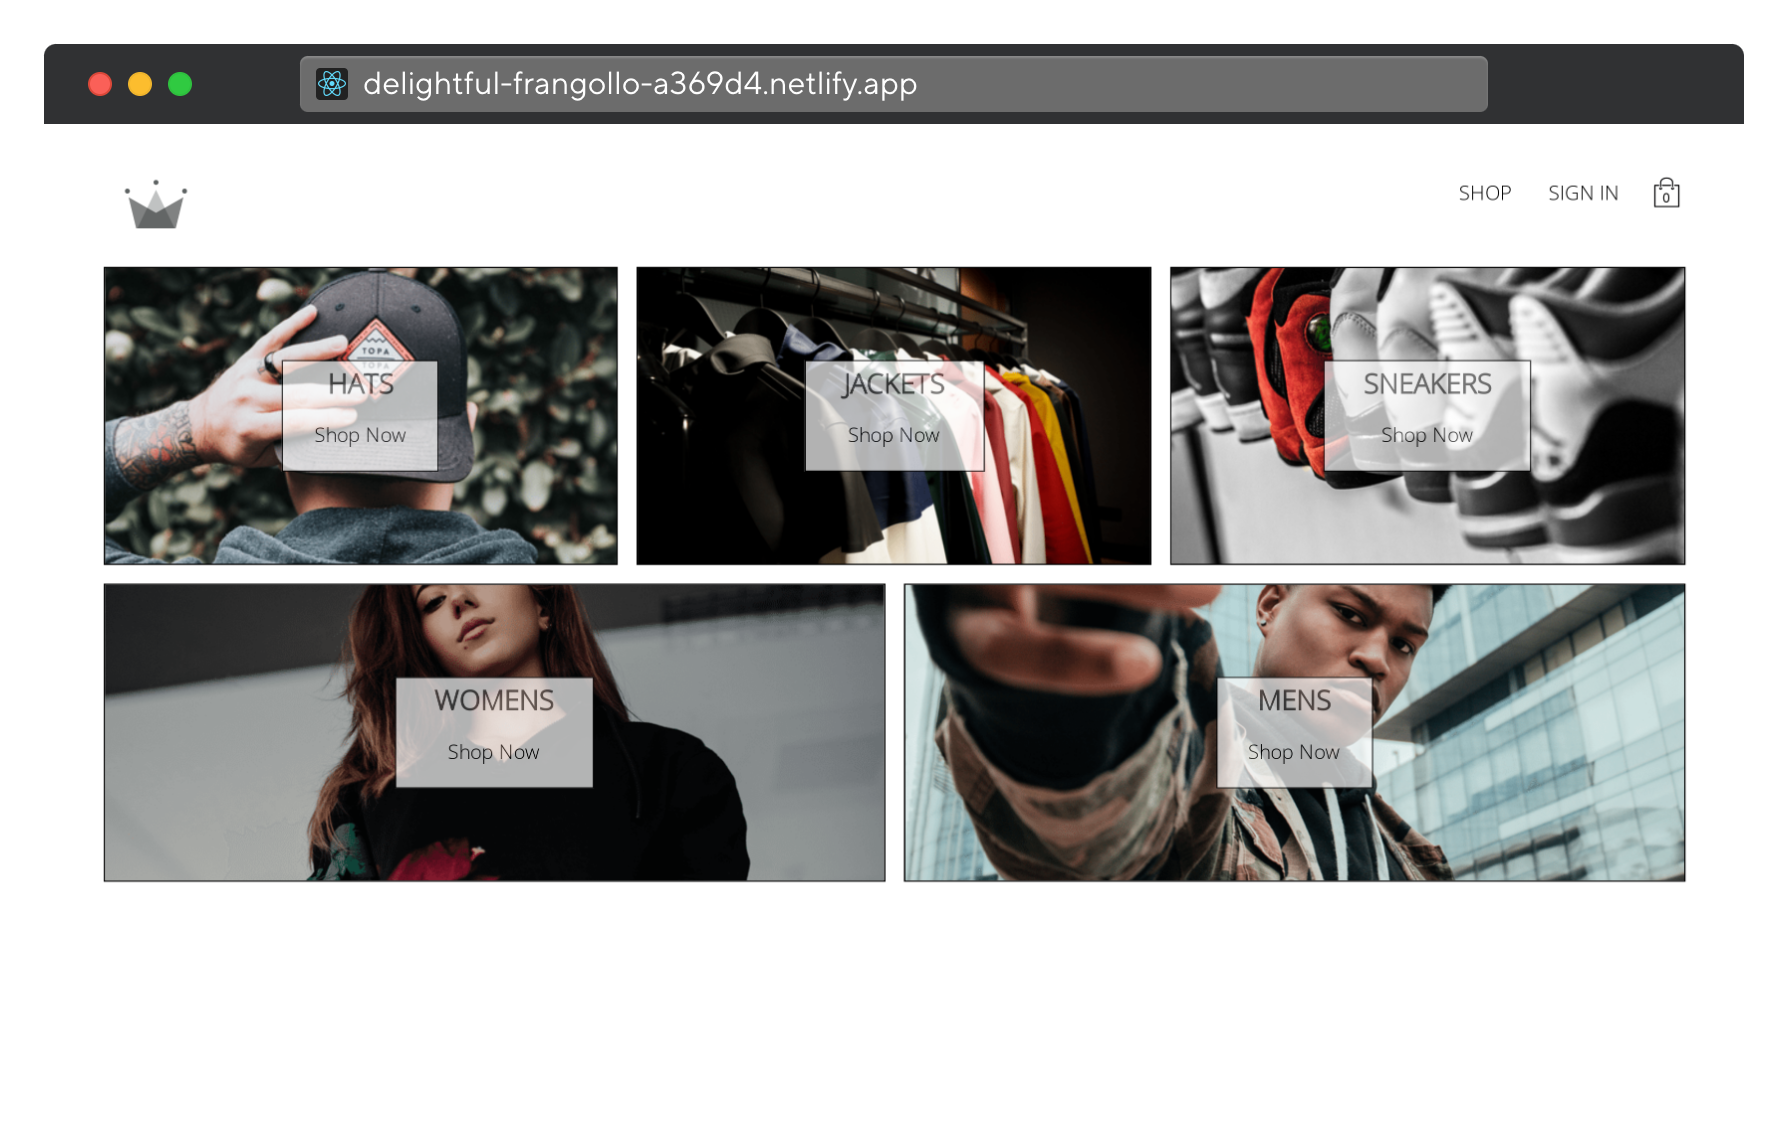 delightful-frangollo-a369d4.netlify.app
SHOP SIGN IN 0
TOPA
TOPA
HATS
Shop Now
JACKETS
Shop Now
SNEAKERS
Shop Now
WOMENS
Shop Now
MENS
Shop Now